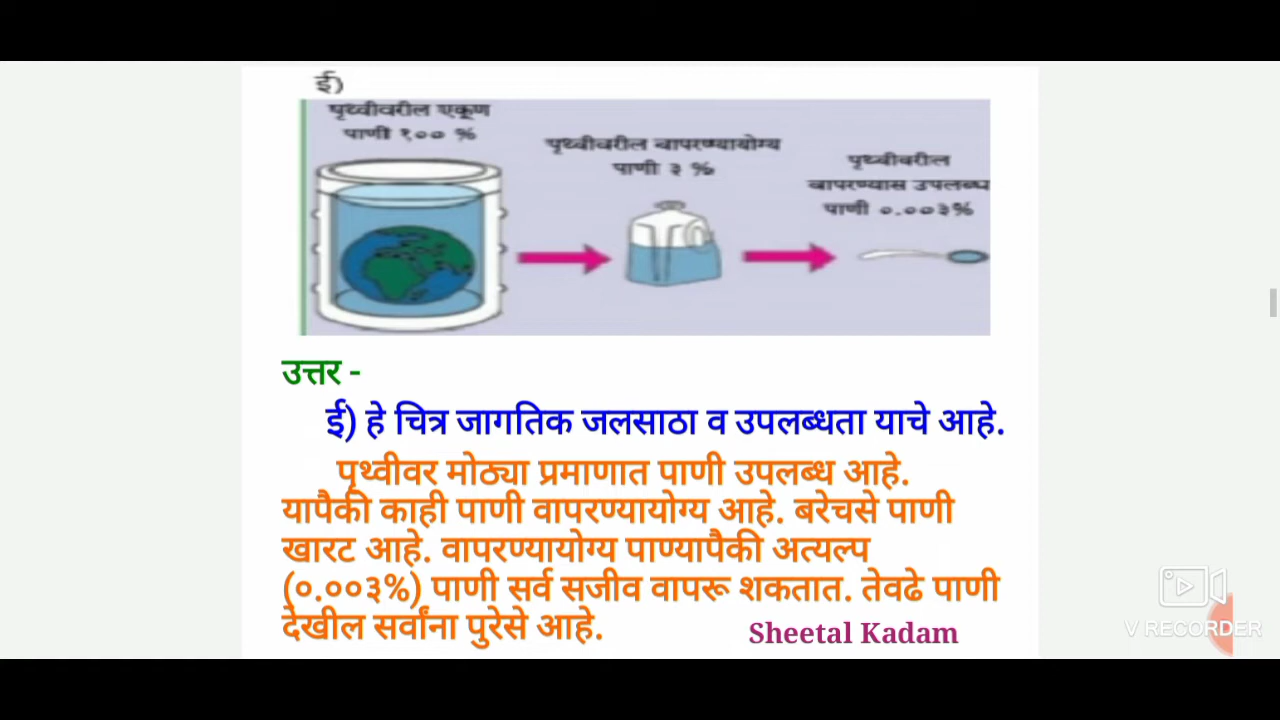 ई)
पृथ्वीवरील एकूण
पाणी १०० %
पृथ्वीवरील वापरण्यायोग्य
पाणी ३ %
पृथ्वीवरील
वापरण्यास उपलब्ध
पाणी ०.००३%
उत्तर -
ई) हे चित्र जागतिक जलसाठा व उपलब्धता याचे आहे.
पृथ्वीवर मोठ्या प्रमाणात पाणी उपलब्ध आहे.
यापैकी काही पाणी वापरण्यायोग्य आहे. बरेचसे पाणी
खारट आहे. वापरण्यायोग्य पाण्यापैकी अत्यल्प
(०.००३%) पाणी सर्व सजीव वापरू शकतात. तेवढे पाणी
देखील सर्वांना पुरेसे आहे.
Sheetal Kadam
V RECORDER